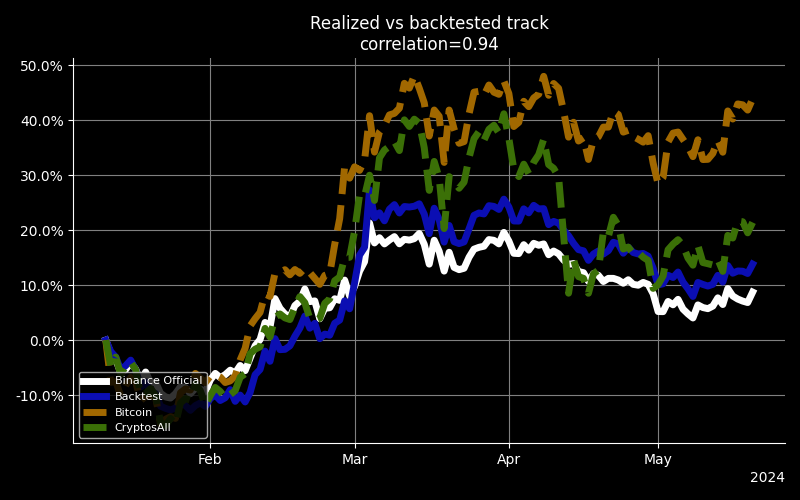 Realized vs backtested track
correlation=0.94
50.0%
40.0%
30.0%
20.0%
10.0%
0.0%
-10.0%
Binance Official
Backtest
Bitcoin
CryptosAll
Feb
Mar
Apr
May
2024